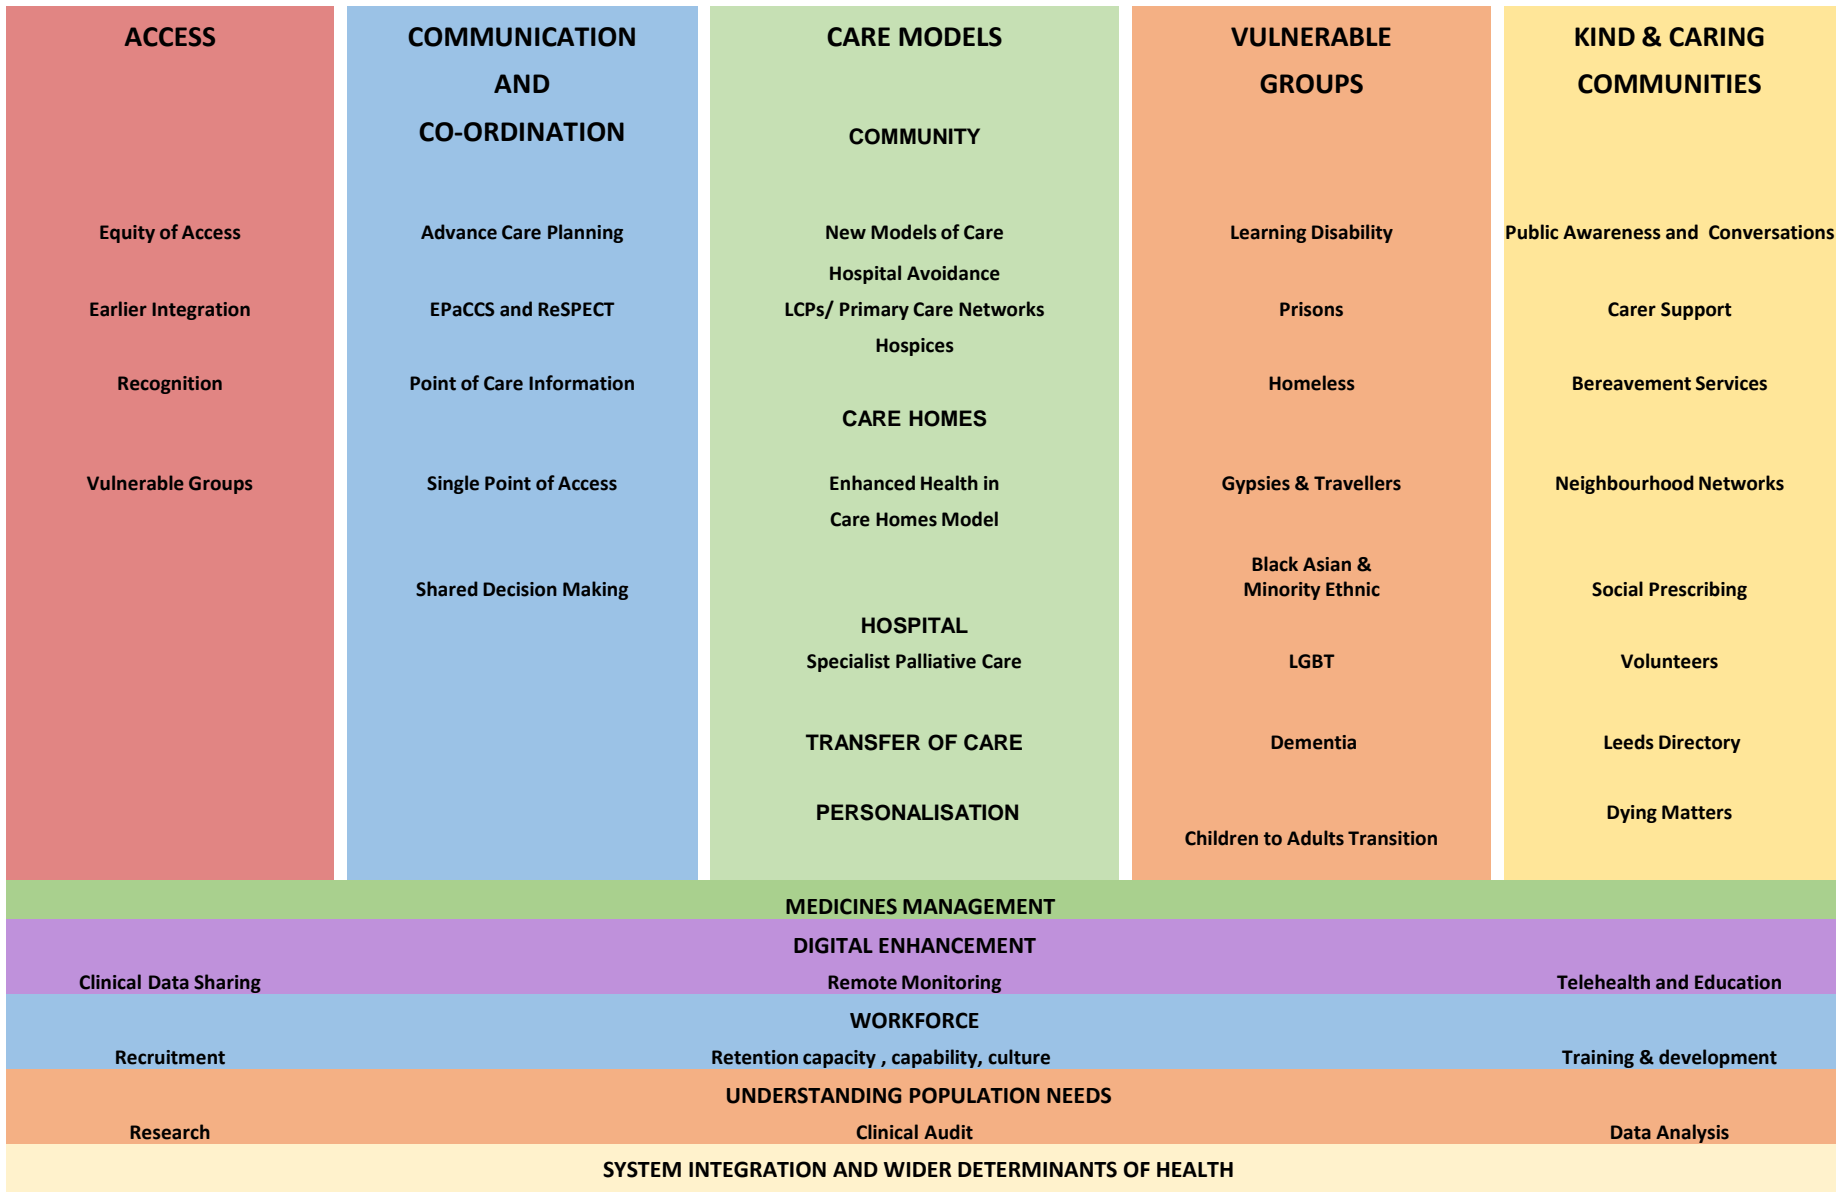 ACCESS
Equity of Access
Earlier Integration
Recognition
Vulnerable Groups
COMMUNICATION
AND
CO-ORDINATION
Advance Care Planning
EPaCCS and ReSPECT
Point of Care Information
Single Point of Access
Shared Decision Making
CARE MODELS
COMMUNITY
New Models of Care
Hospital Avoidance
LCPs/ Primary Care Networks
Hospices
CARE HOMES
Enhanced Health in
Care Homes Model
HOSPITAL
Specialist Palliative Care
TRANSFER OF CARE
PERSONALISATION
VULNERABLE
GROUPS
Learning Disability
Prisons
Homeless
Gypsies & Travellers
Black Asian &
Minority Ethnic
LGBT
Dementia
Children to Adults Transition
KIND & CARING
COMMUNITIES
Public Awareness and Conversations
Carer Support
Bereavement Services
Neighbourhood Networks
Social Prescribing
Volunteers
Leeds Directory
Dying Matters
MEDICINES MANAGEMENT
DIGITAL ENHANCEMENT
Clinical Data Sharing
Remote Monitoring
Telehealth and Education
WORKFORCE
Recruitment
Retention capacity , capability, culture
Training & development
UNDERSTANDING POPULATION NEEDS
Research
Clinical Audit
Data Analysis
SYSTEM INTEGRATION AND WIDER DETERMINANTS OF HEALTH